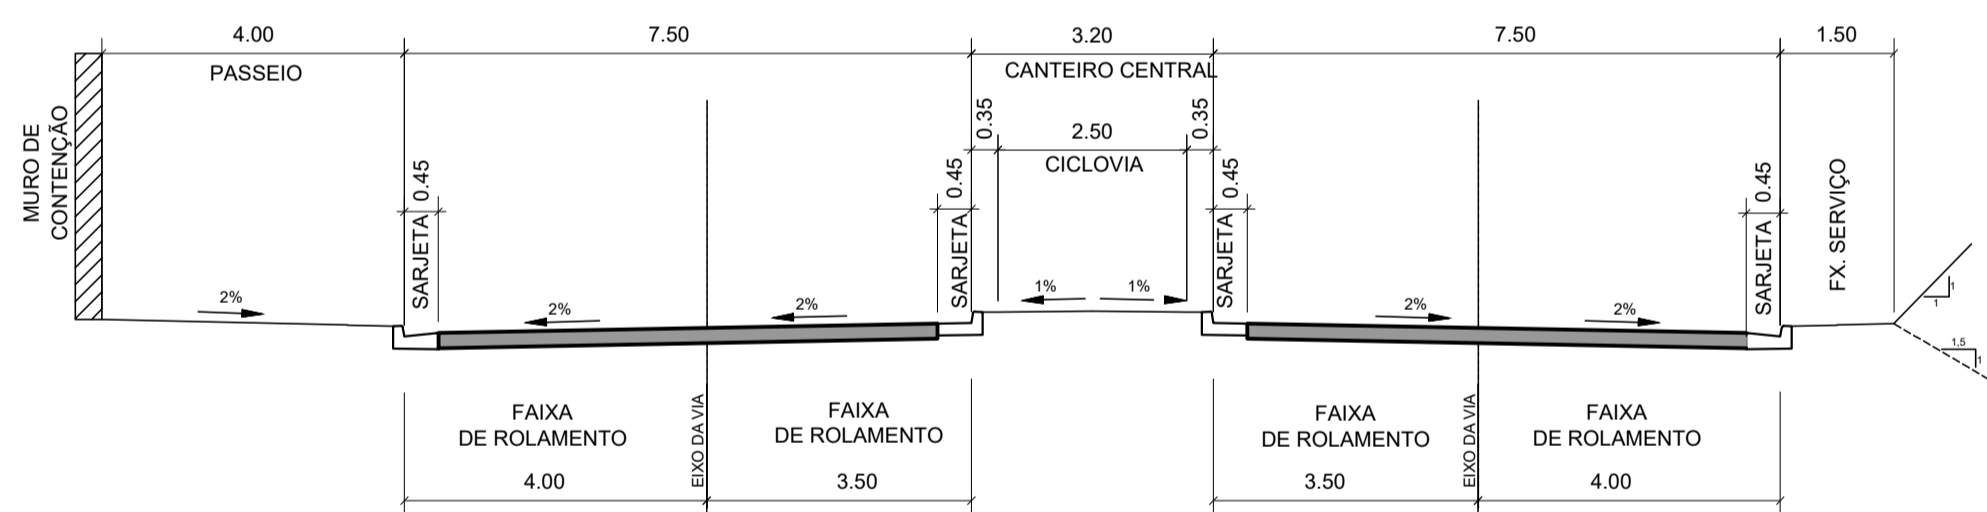 4.00
7.50
3.20
7.50
1.50
PASSEIO
CANTEIRO CENTRAL
MURO DE
CONTENÇÃO
0.35
2.50
0.35
CICLOVIA
SARJETA 0.45
SARJETA 0.45
SARJETA 0.45
SARJETA 0.45
FX. SERVIÇO
2%
2%
2%
1%
1%
2%
2%
1
1
1,5
1
FAIXA
DE ROLAMENTO
EIXO DA VIA
FAIXA
DE ROLAMENTO
FAIXA
DE ROLAMENTO
EIXO DA VIA
FAIXA
DE ROLAMENTO
4.00
3.50
3.50
4.00